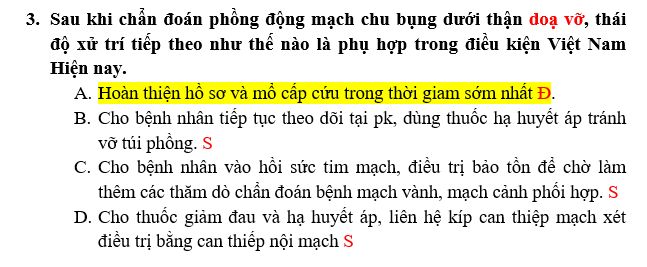 3. Sau khi chẩn đoán phồng động mạch chu bụng dưới thận doạ vỡ, thái
độ xử trí tiếp theo như thế nào là phụ hợp trong điều kiện Việt Nam
Hiện nay.
A. Hoàn thiện hồ sơ và mổ cấp cứu trong thời giam sớm nhất Đ.
B. Cho bệnh nhân tiếp tục theo dõi tại pk, dùng thuốc hạ huyết áp tránh
vỡ túi phồng. S
C. Cho bệnh nhân vào hồi sức tim mạch, điều trị bảo tồn để chờ làm
thêm các thăm dò chẩn đoán bệnh mạch vành, mạch cảnh phối hợp. S
D. Cho thuốc giảm đau và hạ huyết áp, liên hệ kíp can thiệp mạch xét
điều trị bằng can thiếp nội mạch S